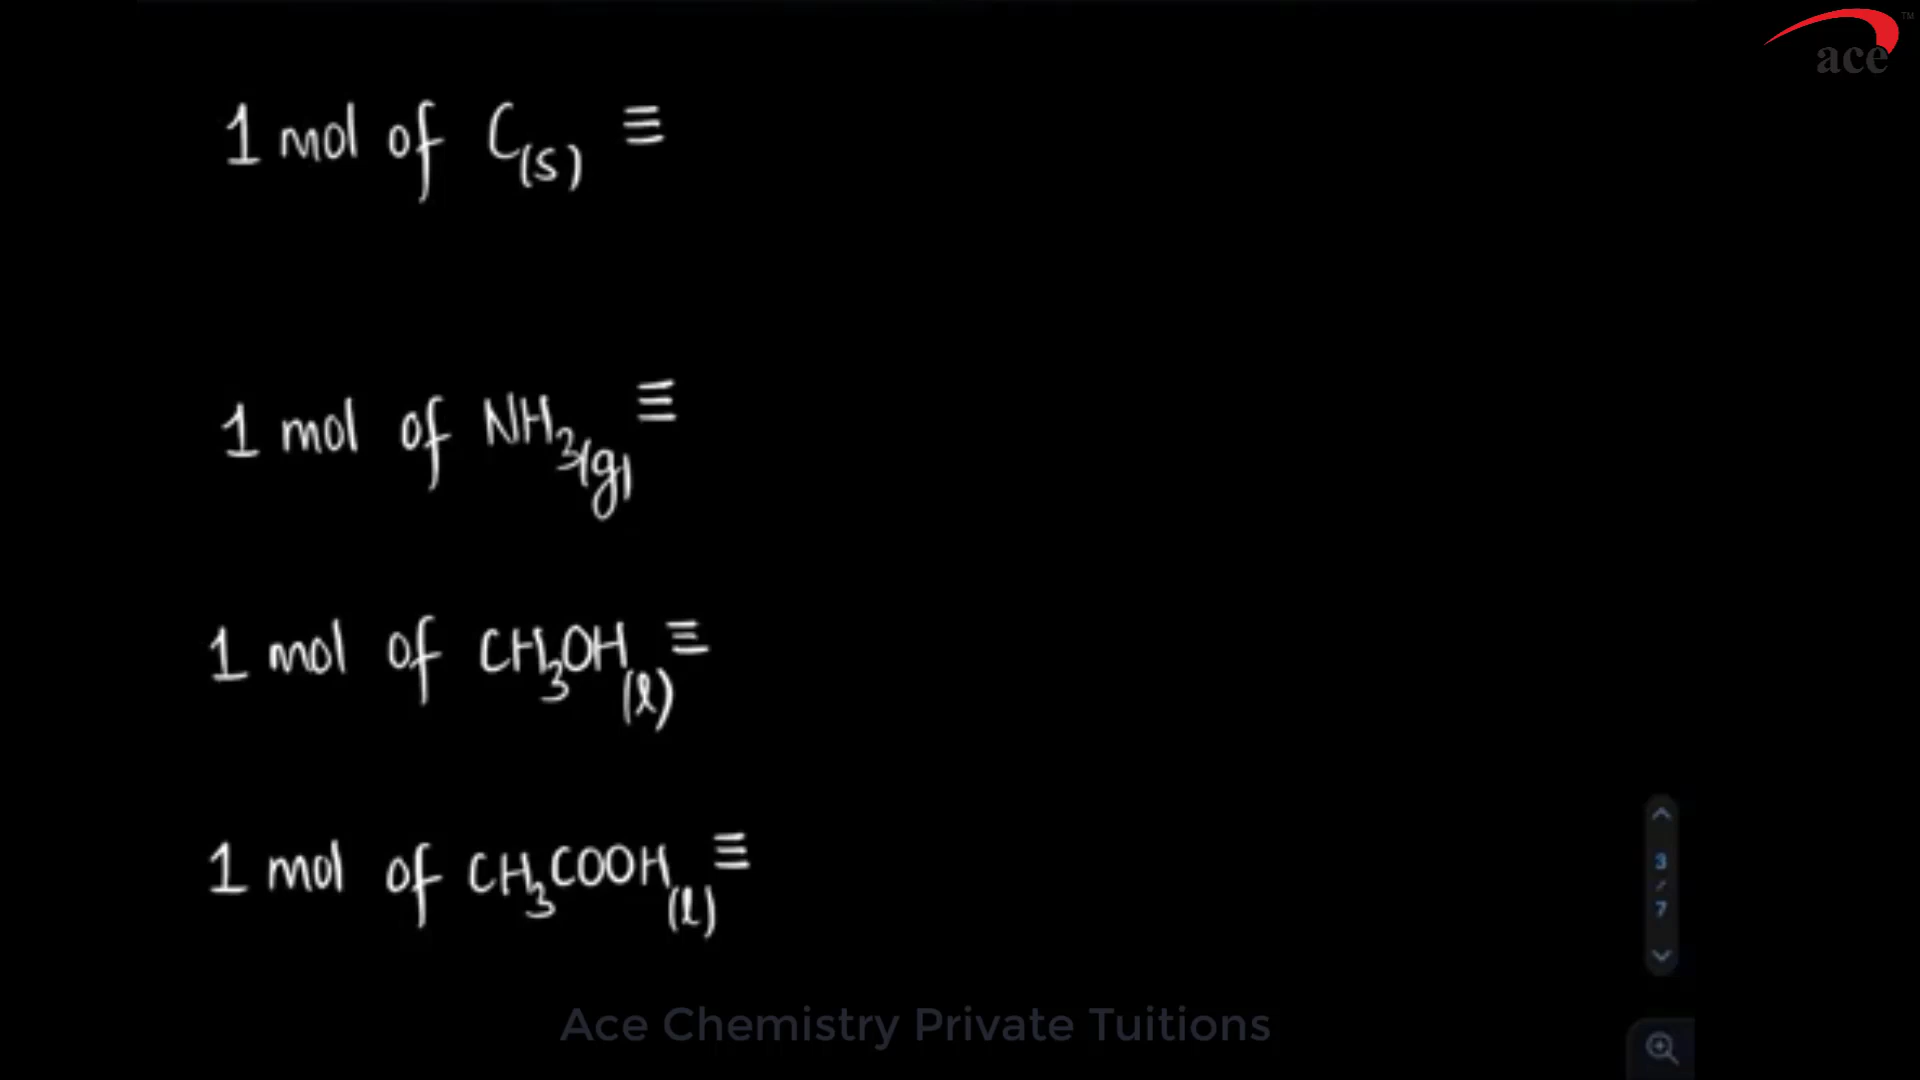 ace TM
1 mol of C(s) ≡
1 mol of NH3(g) ≡
1 mol of CH3OH(l) ≡
1 mol of CH3COOH(l) ≡
3
/
7
Ace Chemistry Private Tuitions